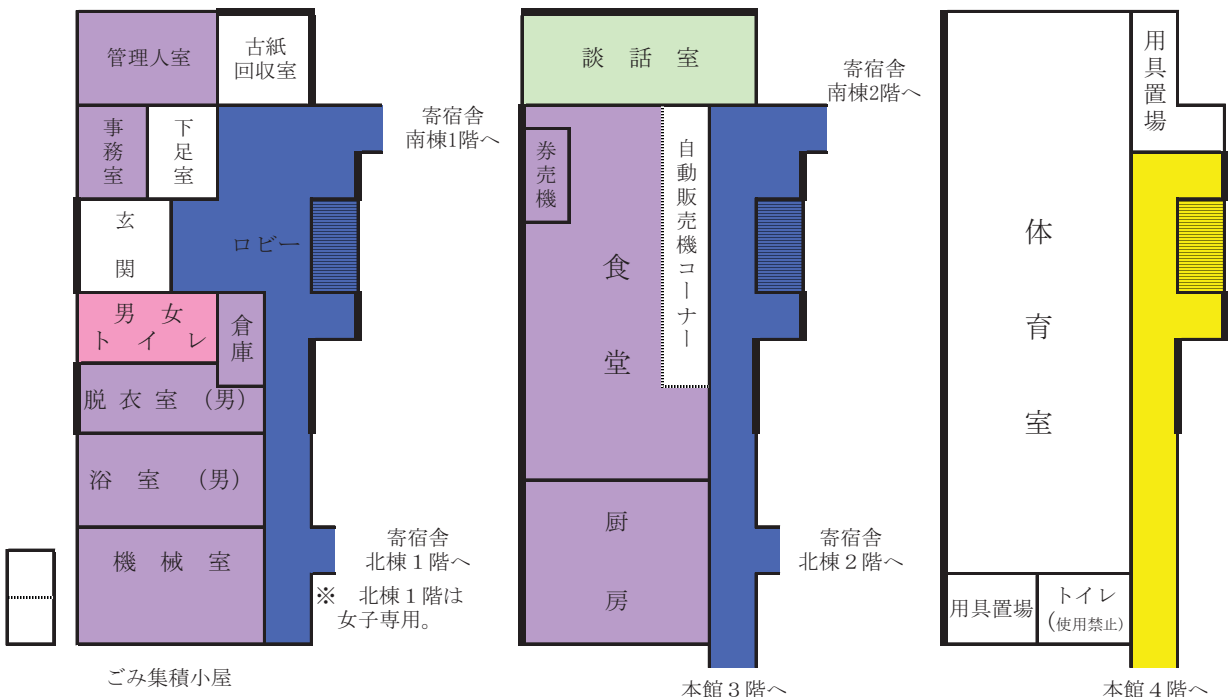 管理人室
古紙
回収室
寄宿舎
南棟1階へ
事務室
下足室
玄関
ロビー
男女
トイレ
倉庫
脱衣室（男）
浴室（男）
機械室
寄宿舎
北棟１階へ
※　北棟１階は
女子専用。
ごみ集積小屋
談話室
寄宿舎
南棟2階へ
券売機
自動販売機コーナー
食堂
厨房
寄宿舎
北棟２階へ
本館３階へ
用具置場
体育室
用具置場
トイレ
(使用禁止)
本館４階へ